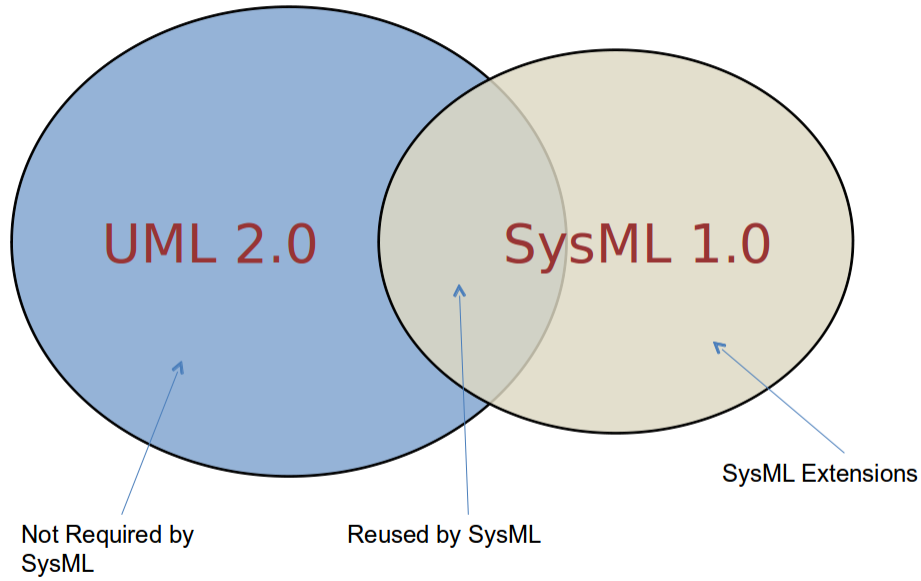 UML 2.0
SysML 1.0
SysML Extensions
Not Required by
SysML
Reused by SysML